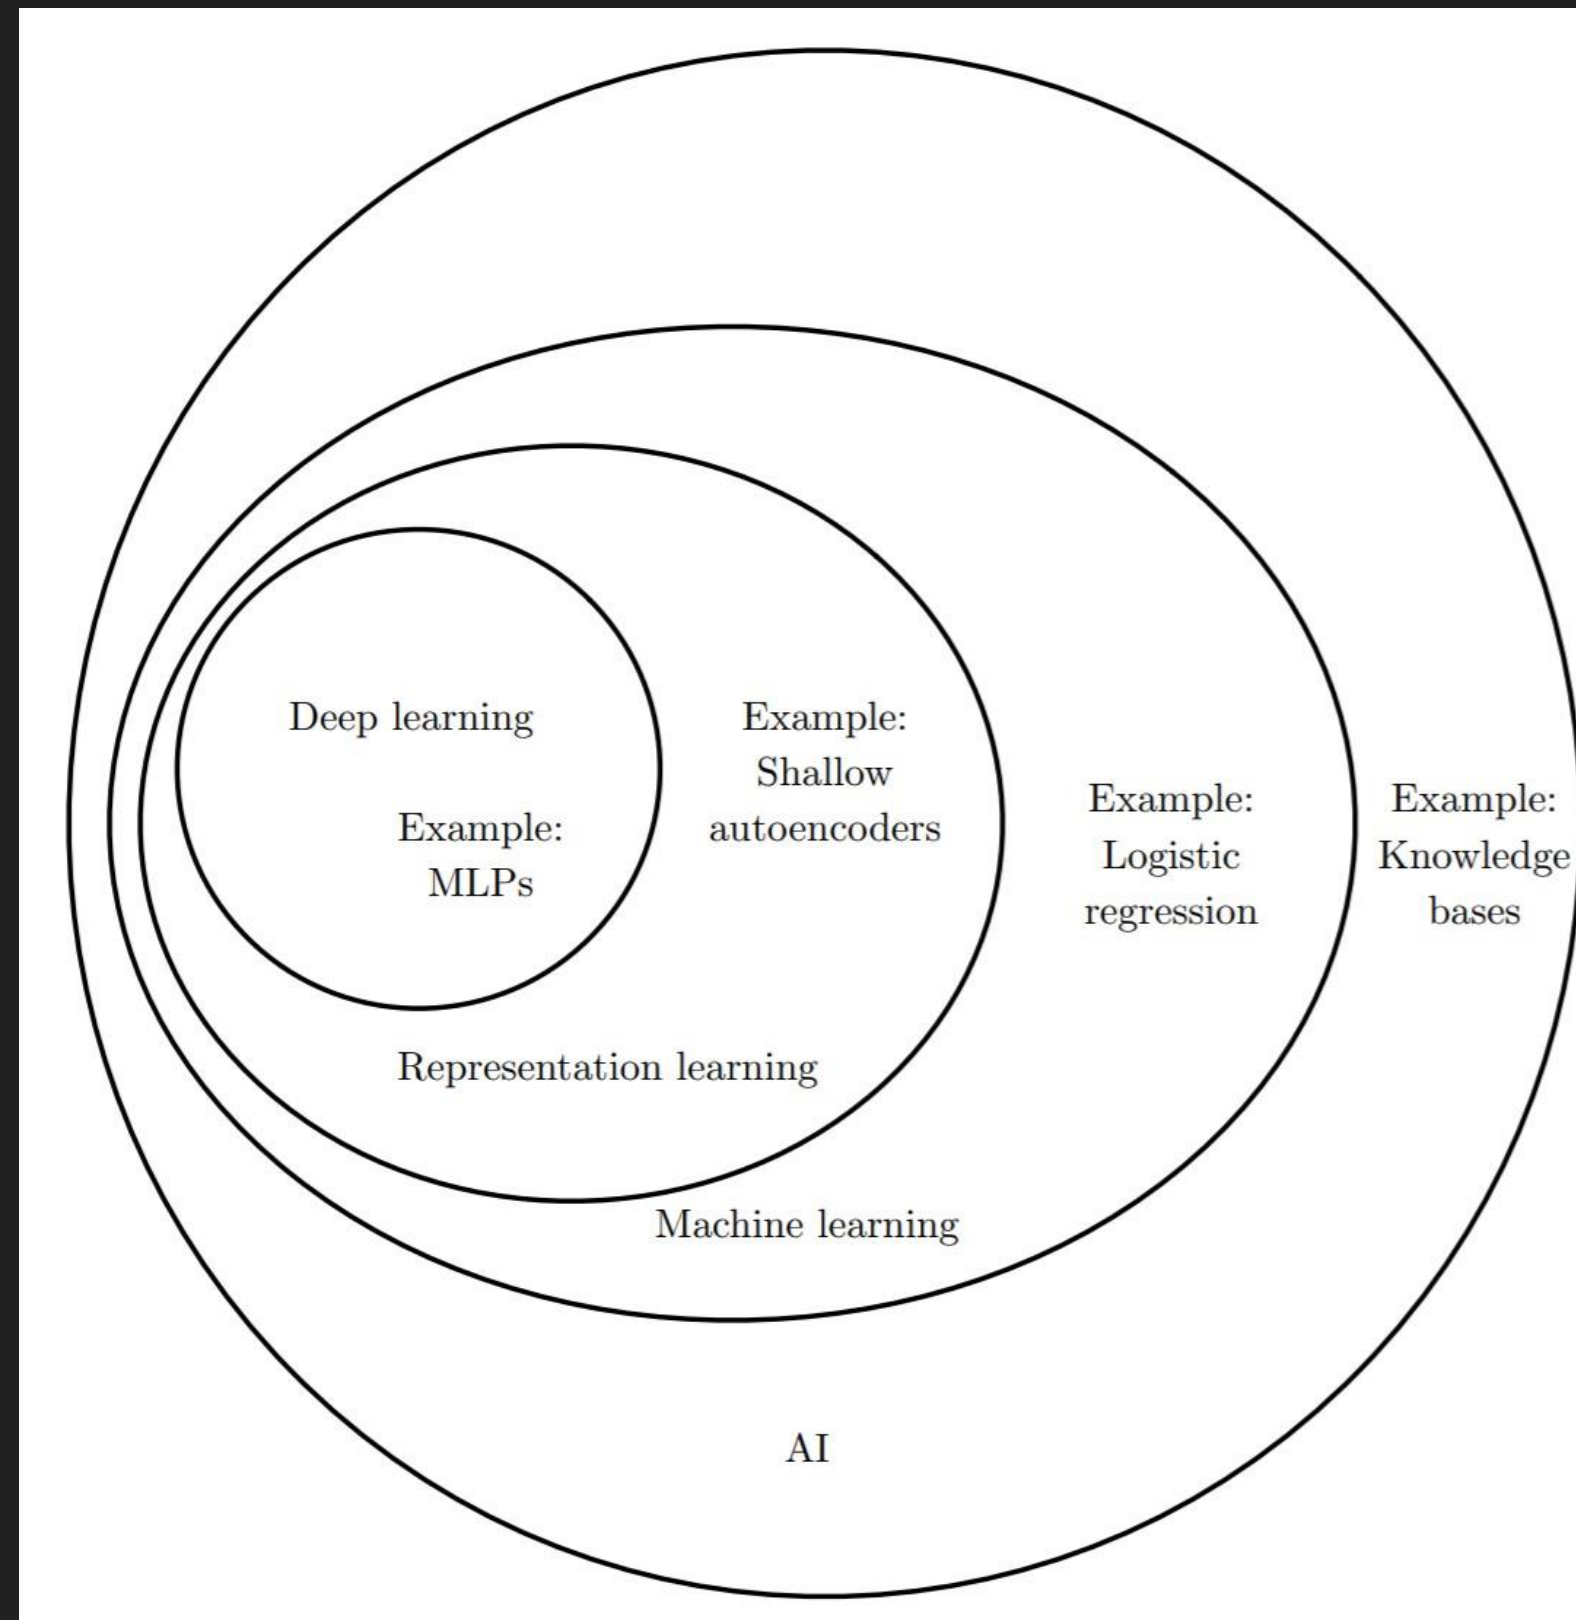 Deep learning
Example:
MLPs
Example:
Shallow
autoencoders
Example:
Logistic
regression
Example:
Knowledge
bases
Representation learning
Machine learning
AI